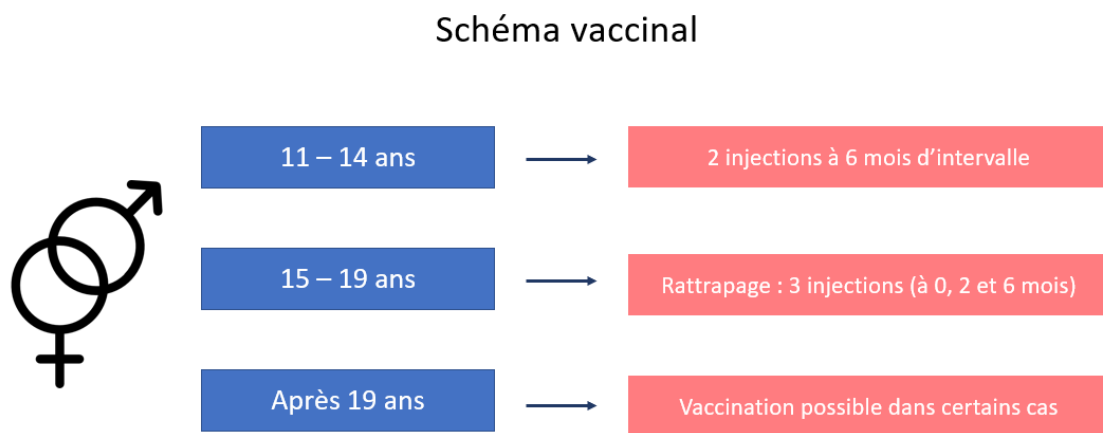 Schéma vaccinal
11 – 14 ans
2 injections à 6 mois d’intervalle
15 – 19 ans
Rattrapage : 3 injections (à 0, 2 et 6 mois)
Après 19 ans
Vaccination possible dans certains cas